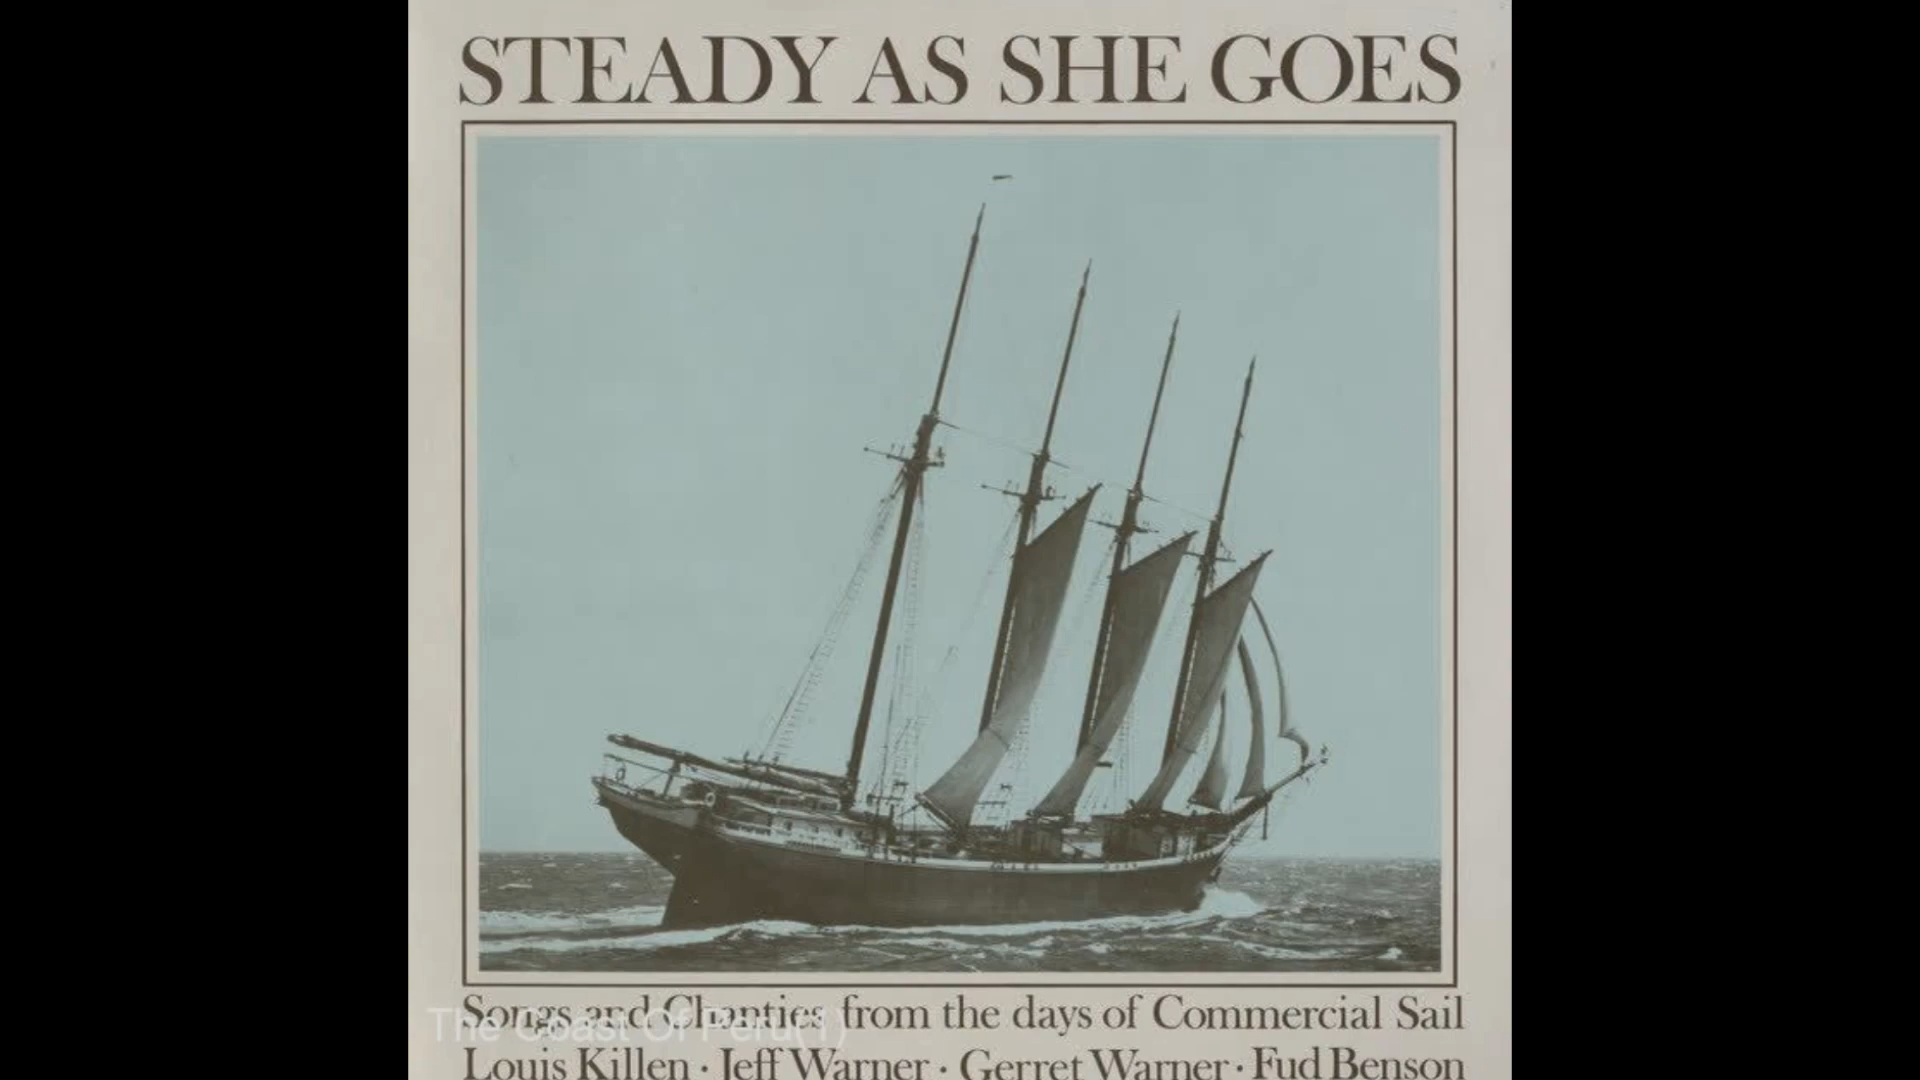 STEADY AS SHE GOES
Songs and Chanties from the days of Commercial Sail
The Coast Of Peru(1)
Louis Killen · Jeff Warner · Gerret Warner · Fud Benson